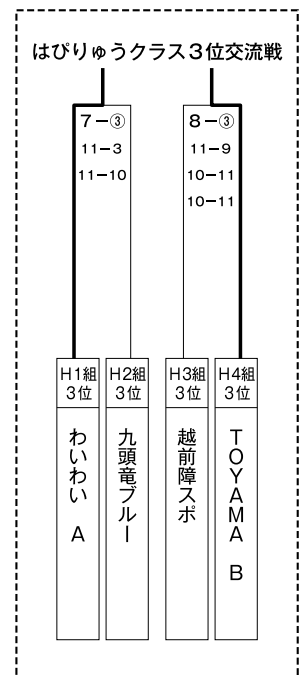 はぴりゅうクラス3位交流戦
7－③
11－3
11－10
8－③
11－9
10－11
10－11
H1組
3位
H2組
3位
H3組
3位
H4組
3位
わいわい A
九頭竜ブルー
越前障スポ
TOYAMA B